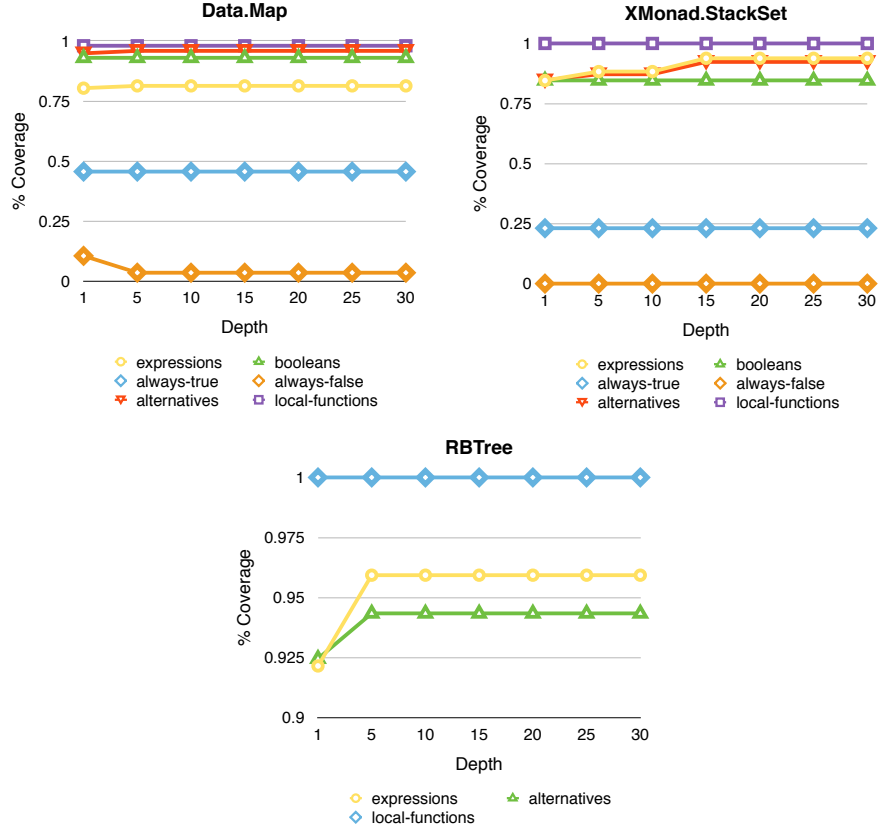 Data.Map
1
0.75
0.5
0.25
0
% Coverage
1 5 10 15 20 25 30
Depth
expressions booleans
always-true always-false
alternatives local-functions
XMonad.StackSet
1
0.75
0.5
0.25
0
% Coverage
1 5 10 15 20 25 30
Depth
expressions booleans
always-true always-false
alternatives local-functions
RBTree
1
0.975
0.95
0.925
0.9
% Coverage
1 5 10 15 20 25 30
Depth
expressions alternatives
local-functions